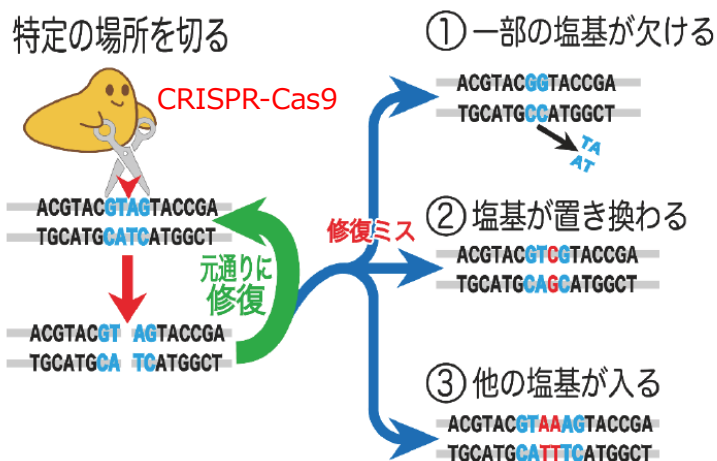 特定の場所を切る
CRISPR-Cas9
ACGTACGTAGTACCGA
TGCATGCATCATGGCT
元通りに
修復
ACGTACGT AGTACCGA
TGCATGCA TCATGGCT
修復ミス
①一部の塩基が欠ける
ACGTACGGTACCGA
TGCATGCCATGGCT
TA
AT
②塩基が置き換わる
ACGTACGTCGTACCGA
TGCATGCAGCATGGCT
③他の塩基が入る
ACGTACGTAAAGTACCGA
TGCATGCATTTCATGGCT